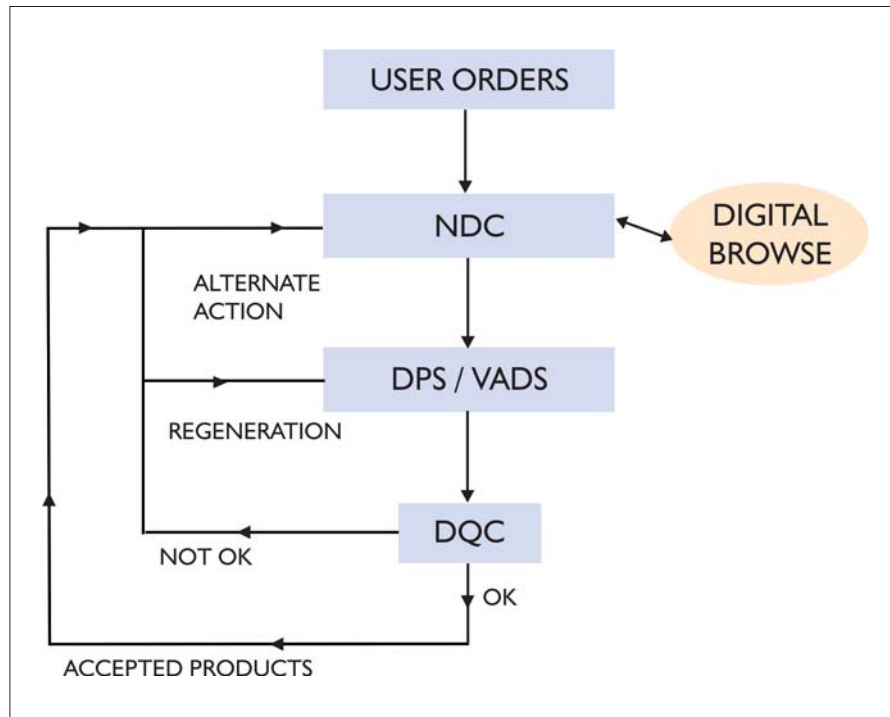 USER ORDERS
NDC
DIGITAL
BROWSE
ALTERNATE
ACTION
DPS / VADS
REGENERATION
DQC
NOT OK
OK
ACCEPTED PRODUCTS